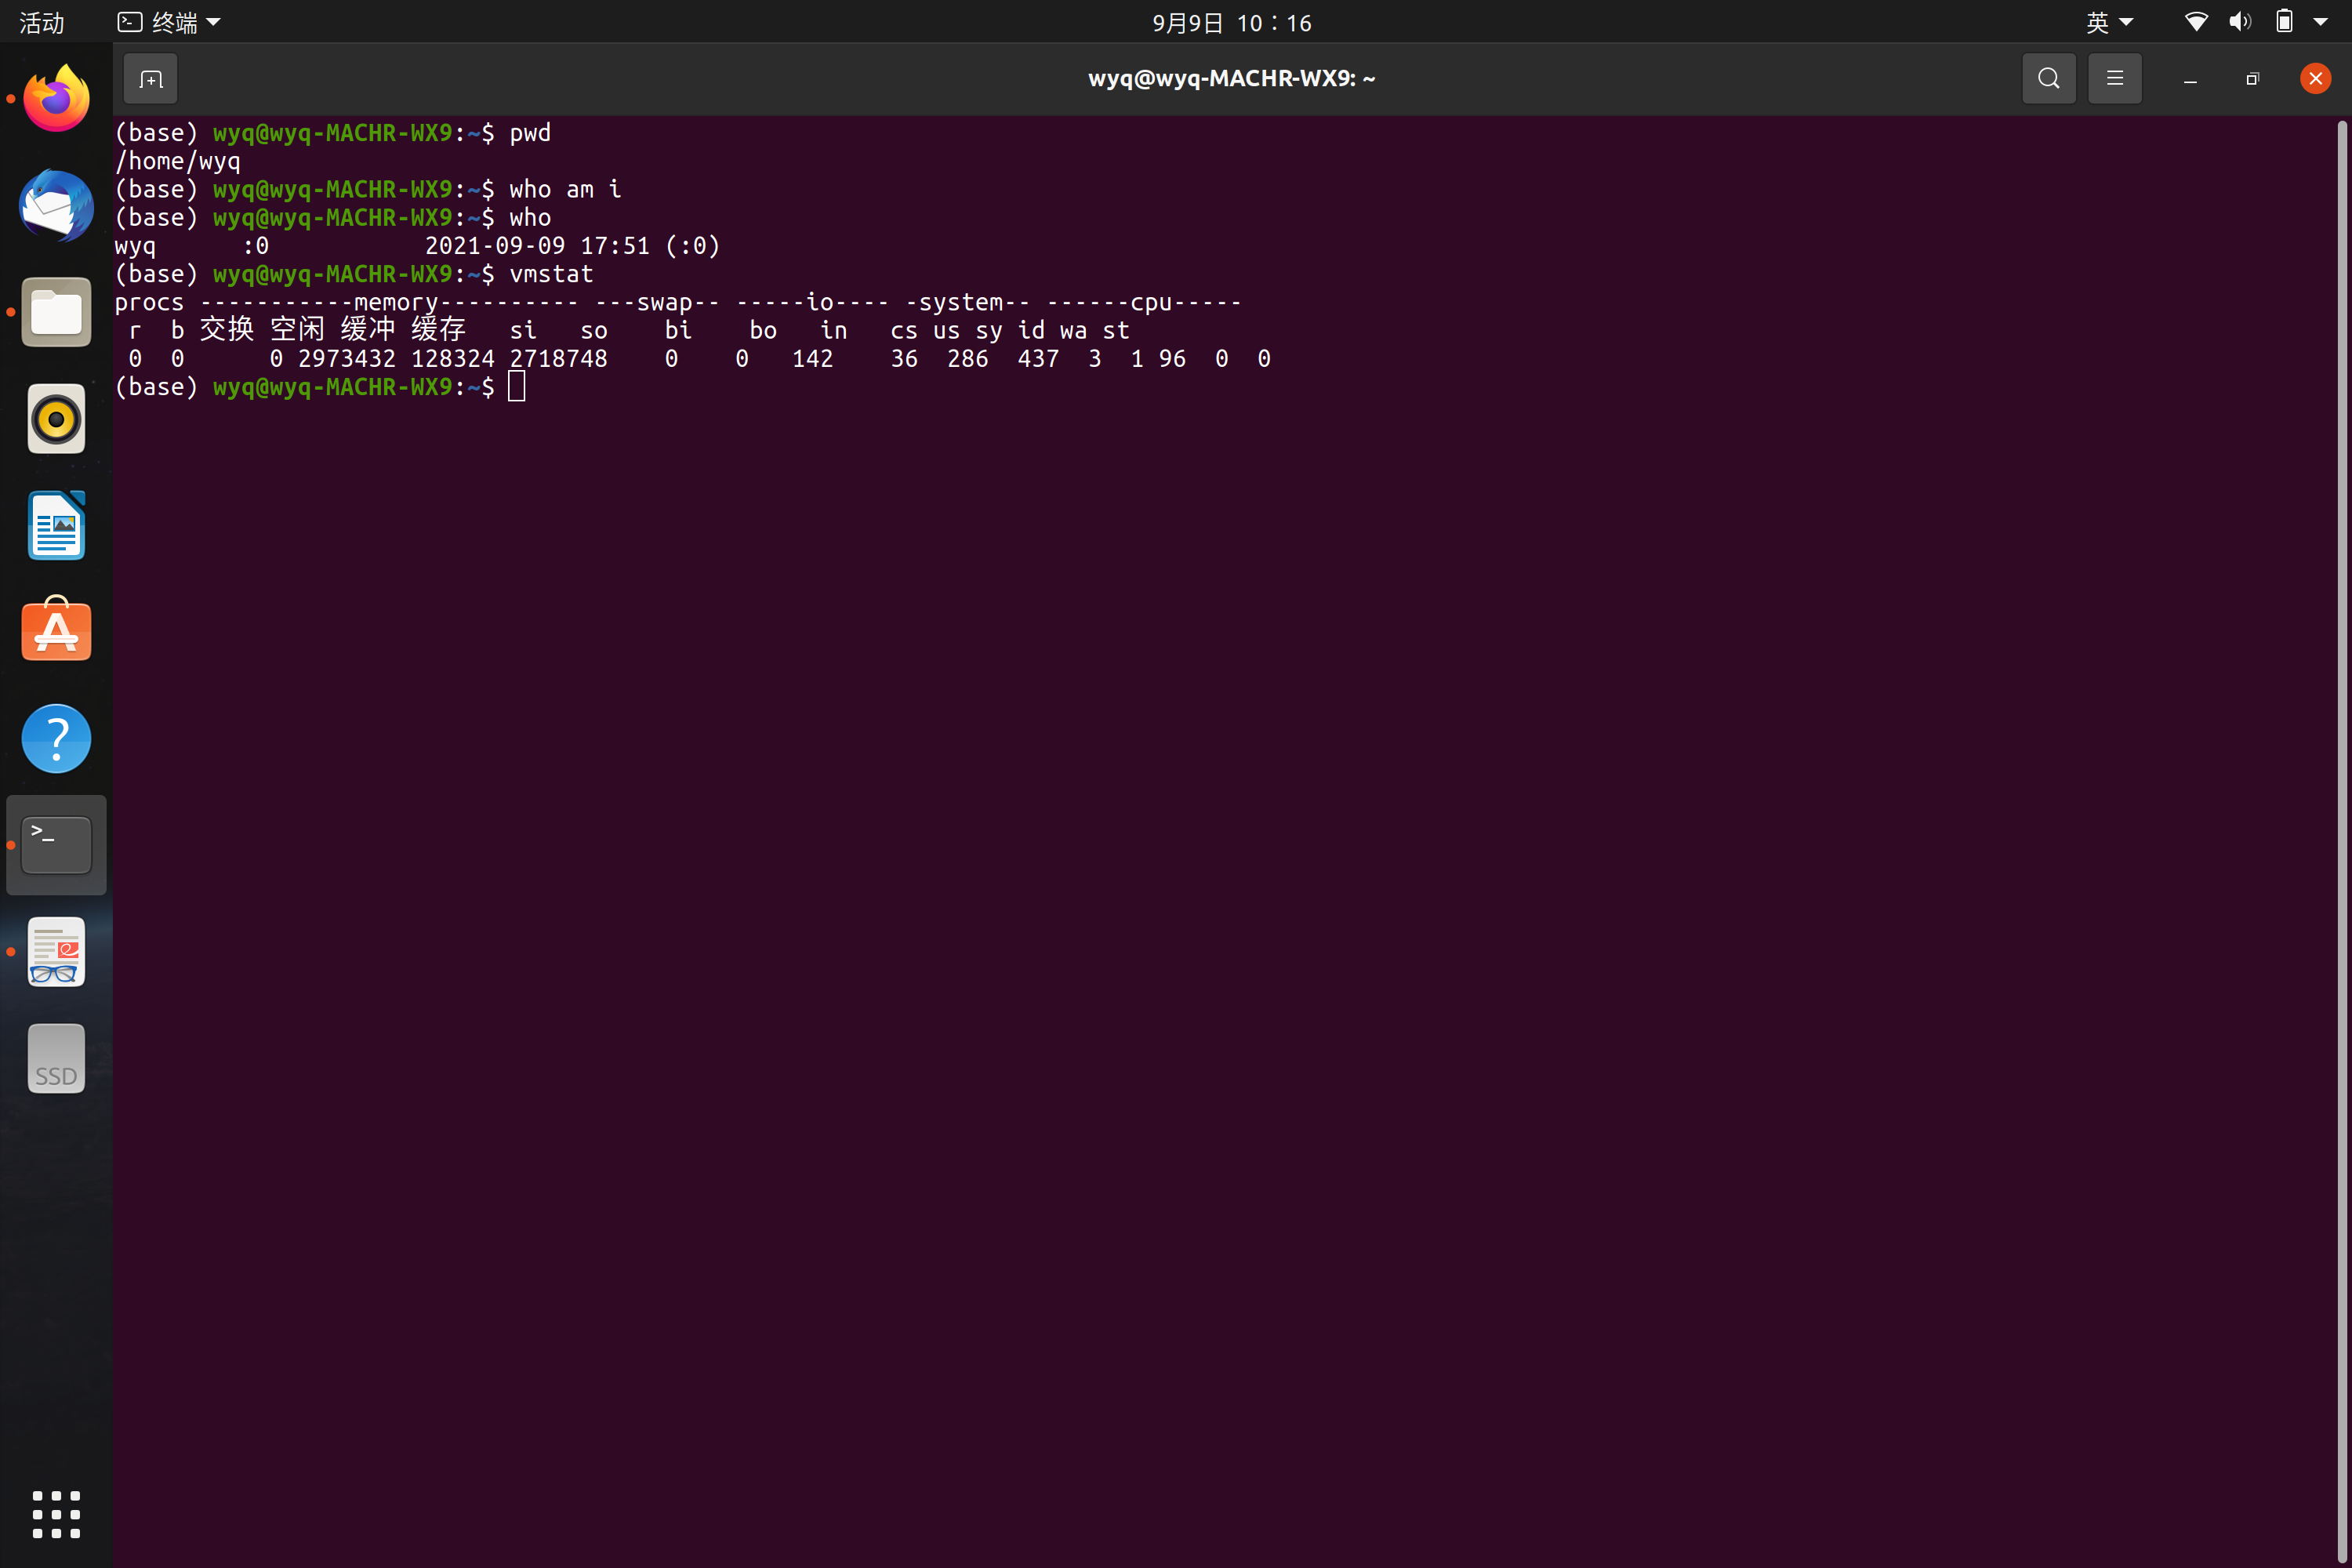 活动 终端 9月9日 10：16 英
wyq@wyq-MACHR-WX9: ~
(base) wyq@wyq-MACHR-WX9:~$ pwd
/home/wyq
(base) wyq@wyq-MACHR-WX9:~$ who am i
(base) wyq@wyq-MACHR-WX9:~$ who
wyq      :0           2021-09-09 17:51 (:0)
(base) wyq@wyq-MACHR-WX9:~$ vmstat
procs -----------memory---------- ---swap-- -----io---- -system-- ------cpu-----
 r  b 交换 空闲 缓冲 缓存   si   so    bi    bo   in   cs us sy id wa st
 0  0      0 2973432 128324 2718748    0    0   142    36  286  437  3  1 96  0  0
(base) wyq@wyq-MACHR-WX9:~$
>_
SSD